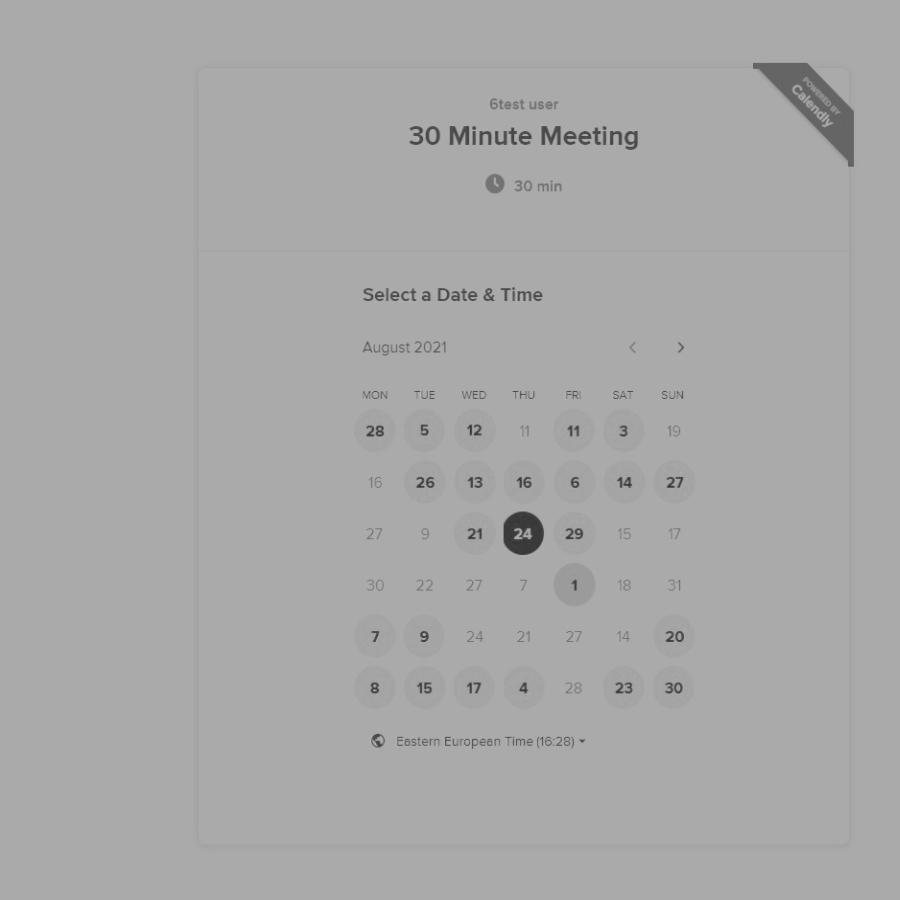 POWERED BY
Calendly
6test user
30 Minute Meeting
30 min
Select a Date & Time
August 2021
MON TUE WED THU FRI SAT SUN
28 5 12 11 11 3 19
16 26 13 16 6 14 27
27 9 21 24 29 15 17
30 22 27 7 1 18 31
7 9 24 21 27 14 20
8 15 17 4 28 23 30
Eastern European Time (16:28)